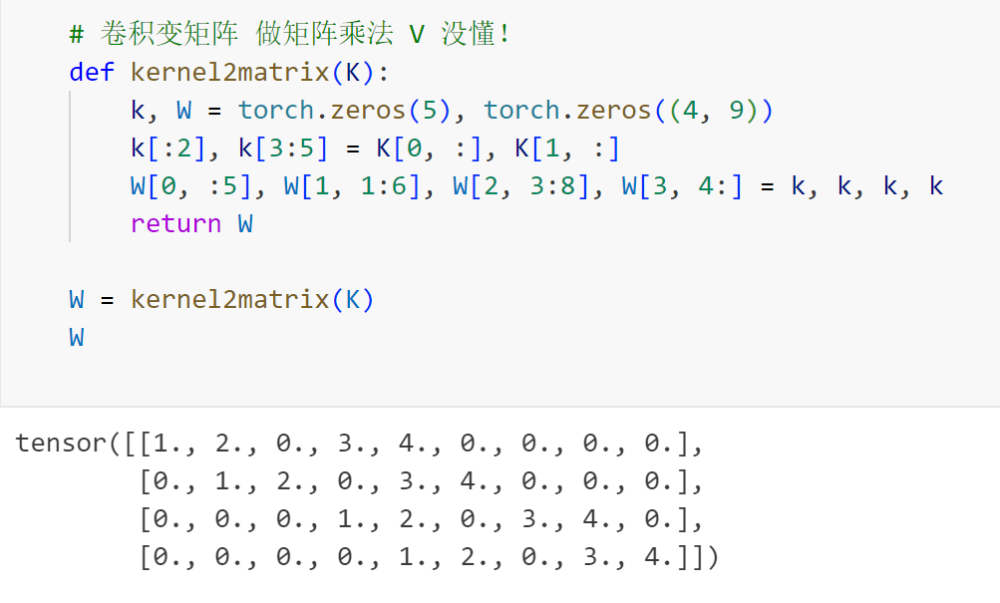 # 卷积变矩阵 做矩阵乘法 V 没懂!
def kernel2matrix(K):
    k, W = torch.zeros(5), torch.zeros((4, 9))
    k[:2], k[3:5] = K[0, :], K[1, :]
    W[0, :5], W[1, 1:6], W[2, 3:8], W[3, 4:] = k, k, k, k
    return W
W = kernel2matrix(K)
W
tensor([[1., 2., 0., 3., 4., 0., 0., 0., 0.],
        [0., 1., 2., 0., 3., 4., 0., 0., 0.],
        [0., 0., 0., 1., 2., 0., 3., 4., 0.],
        [0., 0., 0., 0., 1., 2., 0., 3., 4.]])